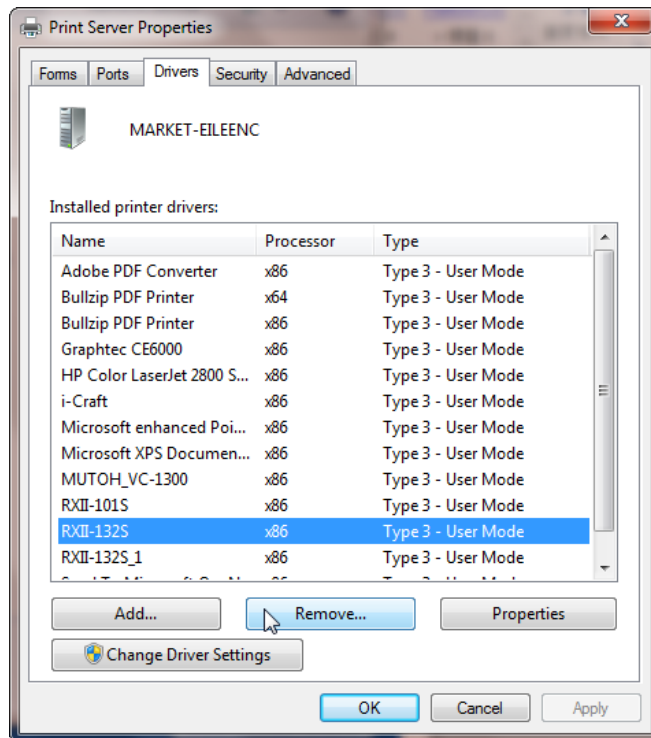 Print Server Properties
Forms Ports Drivers Security Advanced
MARKET-EILEENC
Installed printer drivers:
Name Processor Type
Adobe PDF Converter x86 Type 3 - User Mode
Bullzip PDF Printer x64 Type 3 - User Mode
Bullzip PDF Printer x86 Type 3 - User Mode
Graphtec CE6000 x86 Type 3 - User Mode
HP Color LaserJet 2800 S... x86 Type 3 - User Mode
i-Craft x86 Type 3 - User Mode
Microsoft enhanced Poi... x86 Type 3 - User Mode
Microsoft XPS Documen... x86 Type 3 - User Mode
MUTOH_VC-1300 x86 Type 3 - User Mode
RXII-101S x86 Type 3 - User Mode
RXII-132S x86 Type 3 - User Mode
RXII-132S_1 x86 Type 3 - User Mode
Add... Remove... Properties
Change Driver Settings
OK Cancel Apply